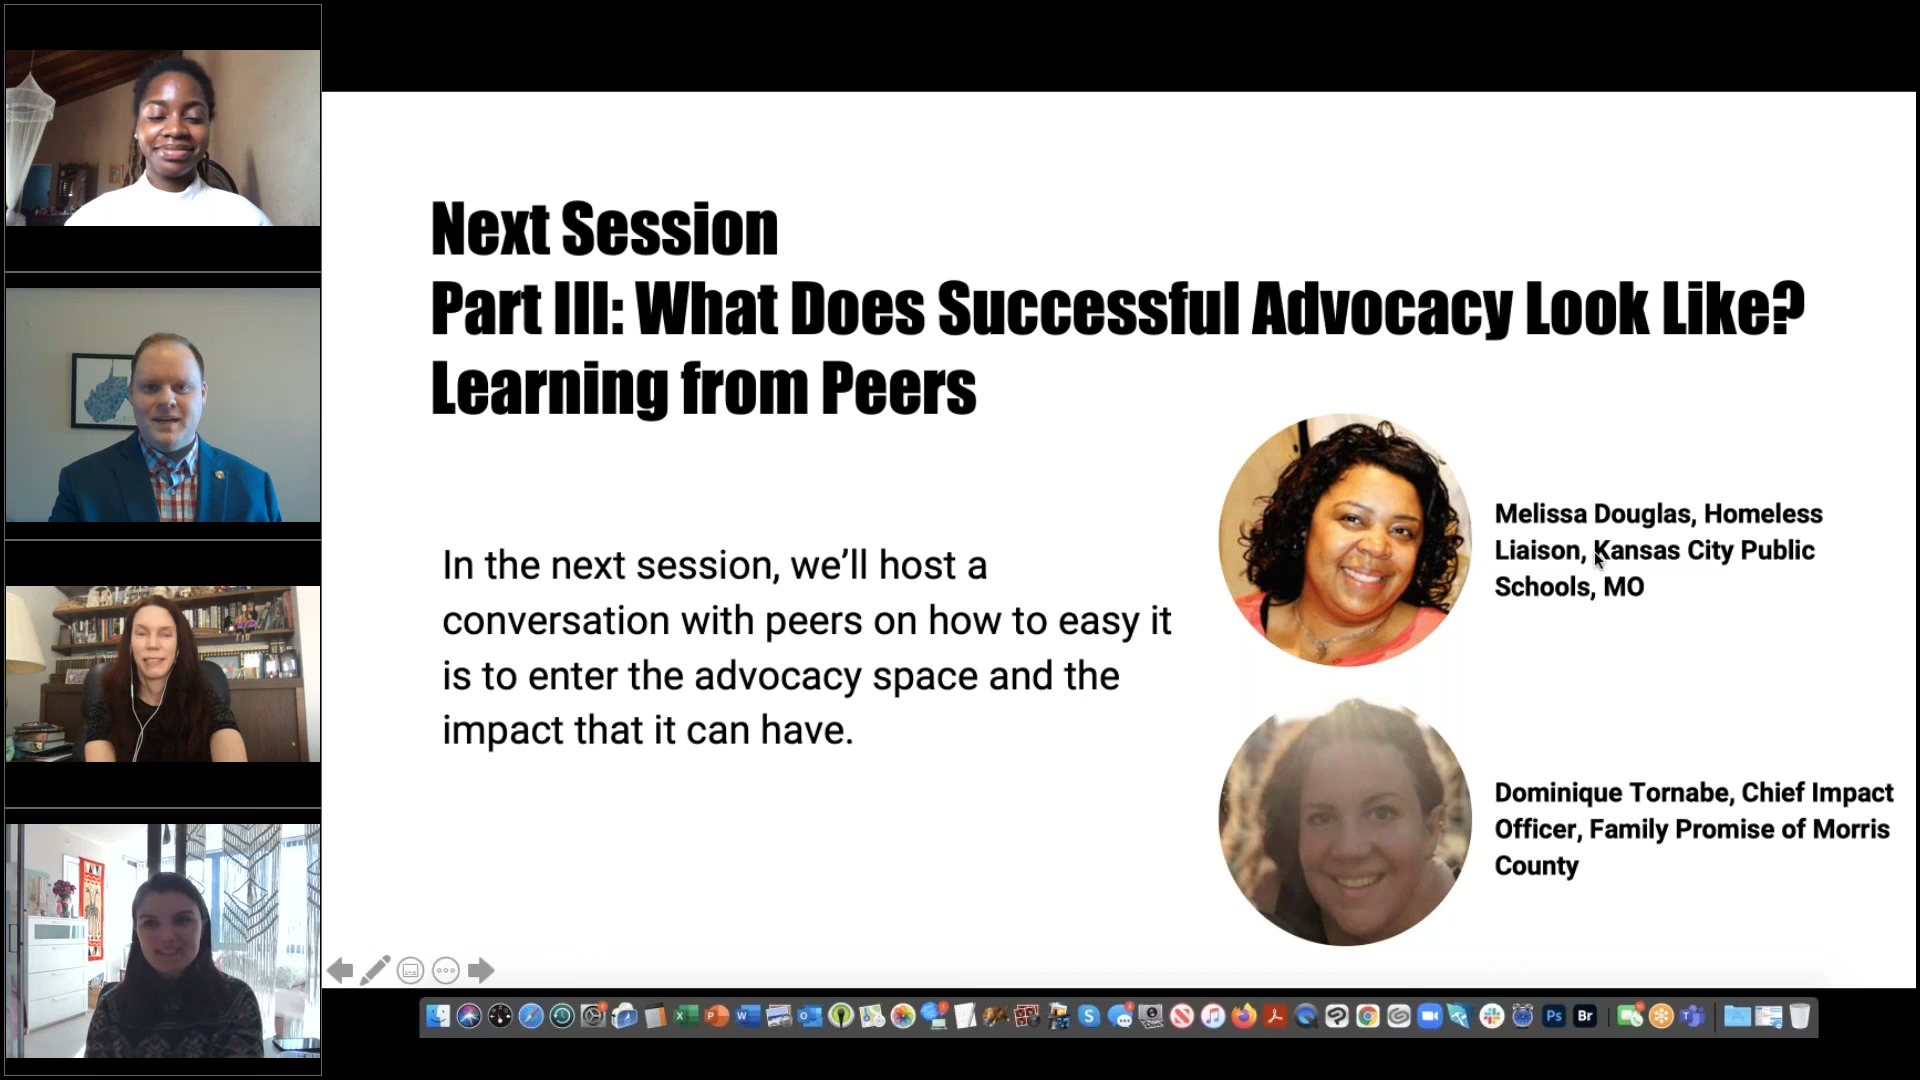 Next Session
Part III: What Does Successful Advocacy Look Like?
Learning from Peers
In the next session, we’ll host a
conversation with peers on how to easy it
is to enter the advocacy space and the
impact that it can have.
Melissa Douglas, Homeless
Liaison, Kansas City Public
Schools, MO
Dominique Tornabe, Chief Impact
Officer, Family Promise of Morris
County
Ps
Br